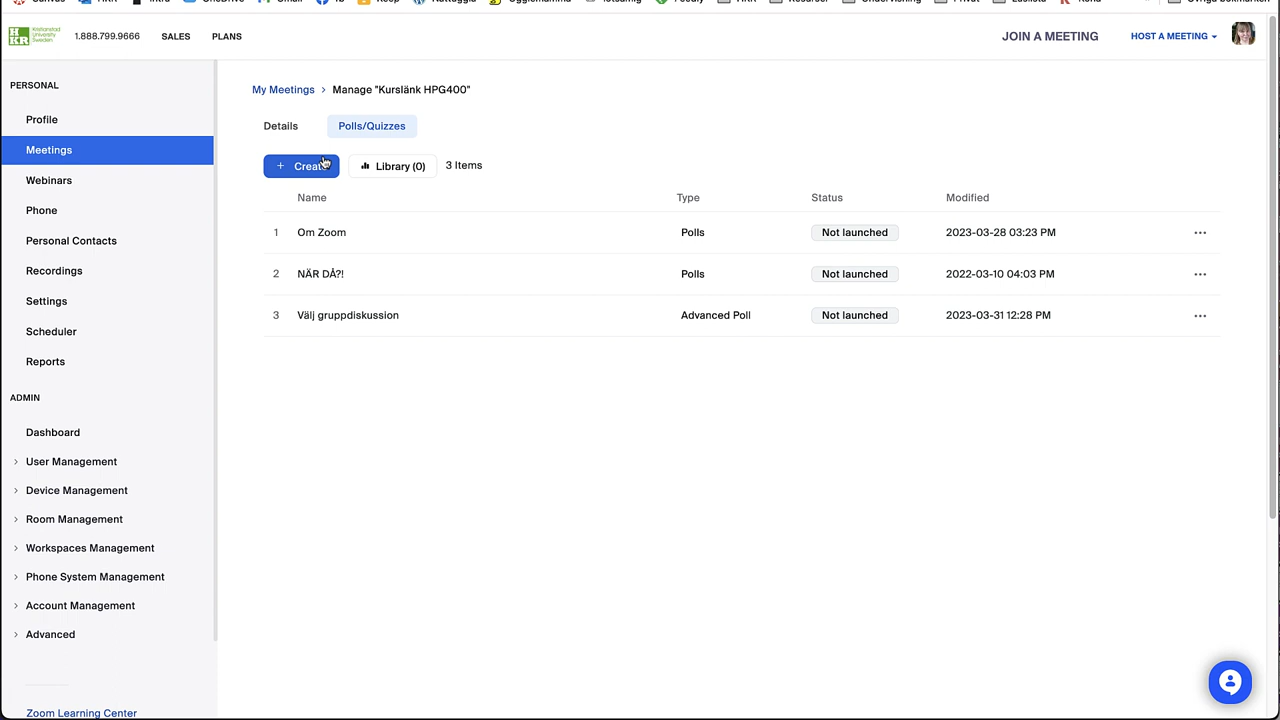 Kristianstad
University
Sweden
1.888.799.9666 SALES PLANS JOIN A MEETING HOST A MEETING
PERSONAL
Profile
Meetings
Webinars
Phone
Personal Contacts
Recordings
Settings
Scheduler
Reports
ADMIN
Dashboard
User Management
Device Management
Room Management
Workspaces Management
Phone System Management
Account Management
Advanced
Zoom Learning Center
My Meetings > Manage "Kurslänk HPG400"
Details Polls/Quizzes
+ Create Library (0) 3 Items
Name Type Status Modified
1 Om Zoom Polls Not launched 2023-03-28 03:23 PM ...
2 NÄR DÅ?! Polls Not launched 2022-03-10 04:03 PM ...
3 Välj gruppdiskussion Advanced Poll Not launched 2023-03-31 12:28 PM ...